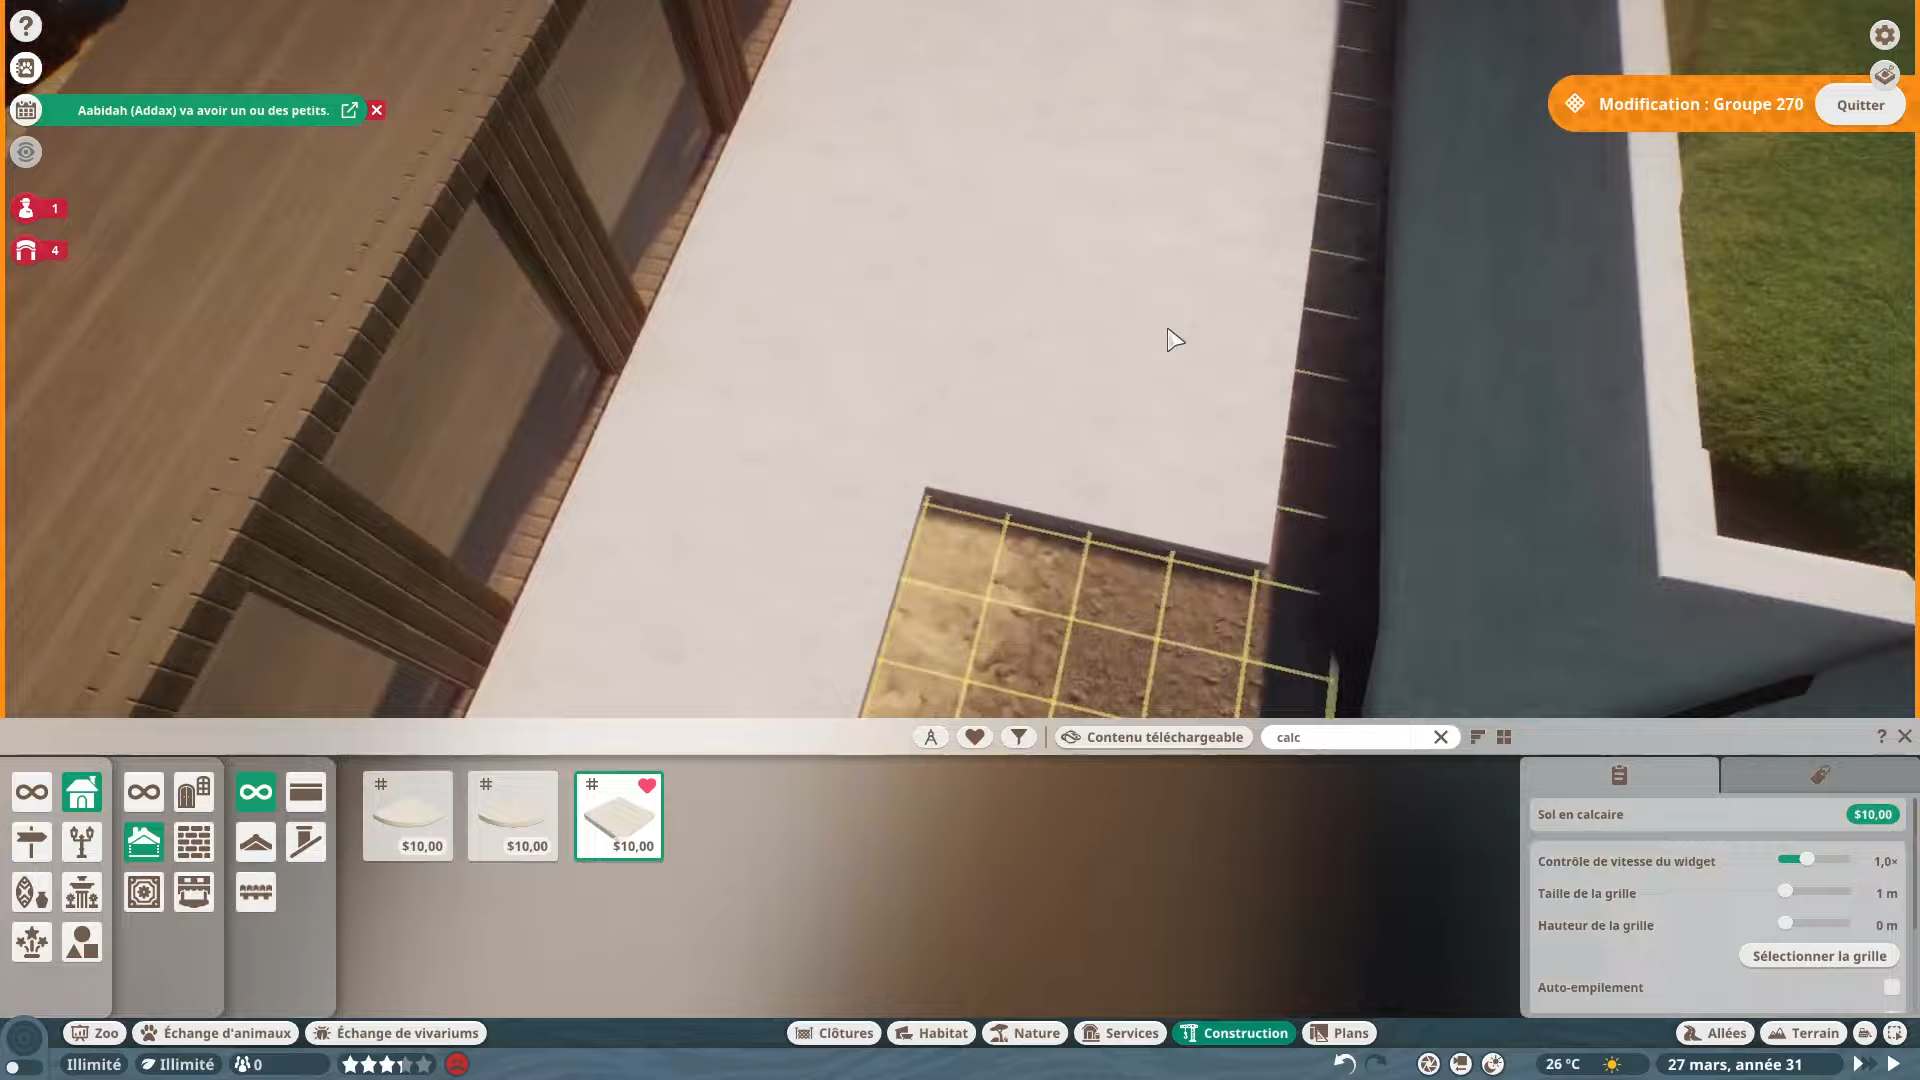 ?
Aabidah (Addax) va avoir un ou des petits.
1
4
Modification : Groupe 270
Quitter
Contenu téléchargeable
calc
?
$10,00
$10,00
$10,00
Sol en calcaire
$10,00
Contrôle de vitesse du widget
1,0×
Taille de la grille
1 m
Hauteur de la grille
0 m
Sélectionner la grille
Auto-empilement
Zoo
Échange d'animaux
Échange de vivariums
Clôtures
Habitat
Nature
Services
Construction
Plans
Allées
Terrain
Illimité
Illimité
0
26 °C
27 mars, année 31